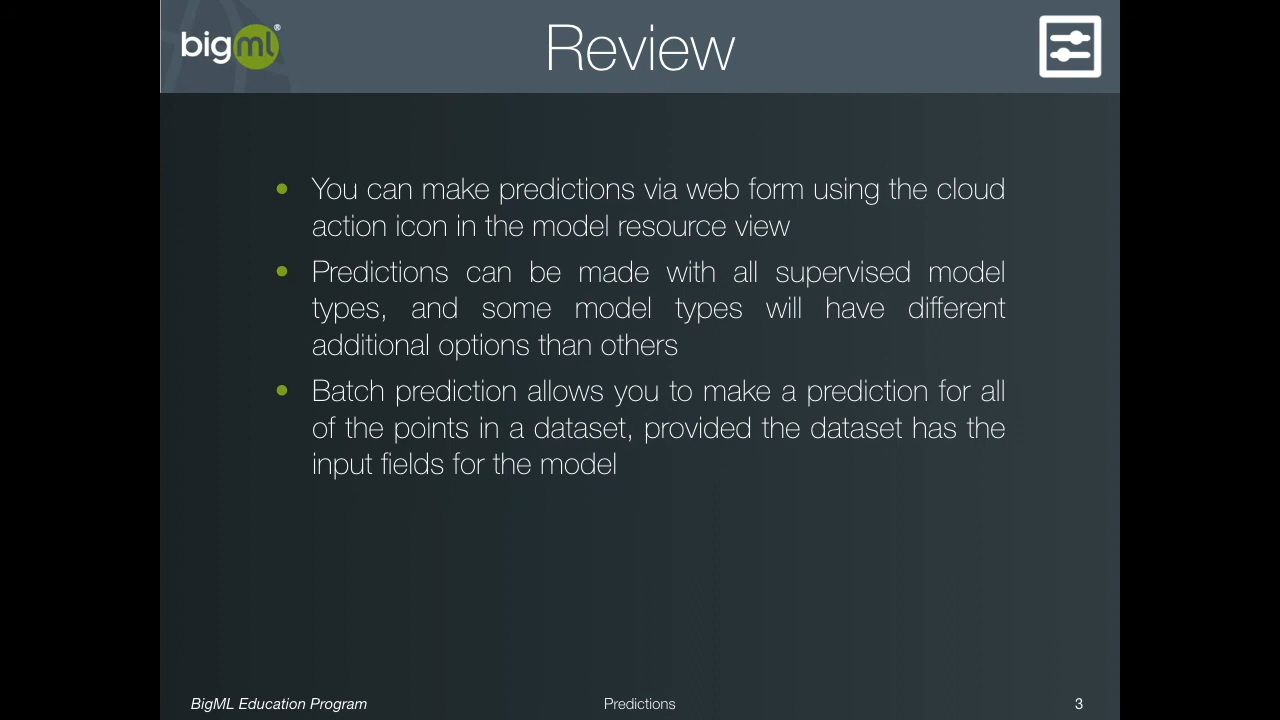 bigml®
Review
• You can make predictions via web form using the cloud
action icon in the model resource view
• Predictions can be made with all supervised model
types, and some model types will have different
additional options than others
• Batch prediction allows you to make a prediction for all
of the points in a dataset, provided the dataset has the
input fields for the model
BigML Education Program
Predictions
3